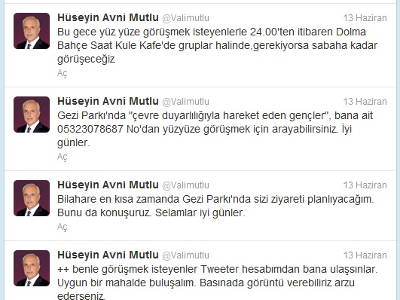 Hüseyin Avni Mutlu @Valimutlu 13 Haziran
Bu gece yüz yüze görüşmek isteyenlerle 24.00'ten itibaren Dolma
Bahçe Saat Kule Kafe'de gruplar halinde,gerekiyorsa sabaha kadar
görüşeceğiz
Aç
Hüseyin Avni Mutlu @Valimutlu 13 Haziran
Gezi Parkı'nda "çevre duyarlılığıyla hareket eden gençler", bana ait
05323078687 No'dan yüzyüze görüşmek için arayabilirsiniz. İyi
günler.
Aç
Hüseyin Avni Mutlu @Valimutlu 13 Haziran
Bilahare en kısa zamanda Gezi Parkı'nda sizi ziyareti planlıyacağım.
Bunu da konuşuruz. Selamlar iyi günler.
Aç
Hüseyin Avni Mutlu @Valimutlu 13 Haziran
++ benle görüşmek isteyenler Tweeter hesabımdan bana ulaşsınlar.
Uygun bir mahalde buluşalım. Basınada görüntü verebiliriz arzu
ederseniz.